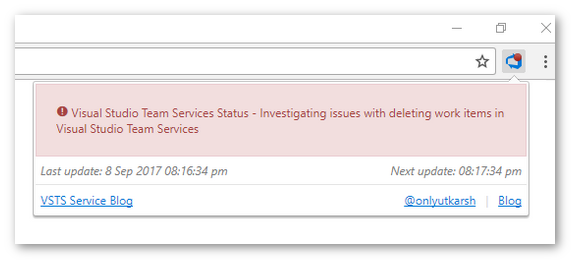 Visual Studio Team Services Status - Investigating issues with deleting work items in
Visual Studio Team Services
Last update: 8 Sep 2017 08:16:34 pm Next update: 08:17:34 pm
VSTS Service Blog @onlyutkarsh | Blog